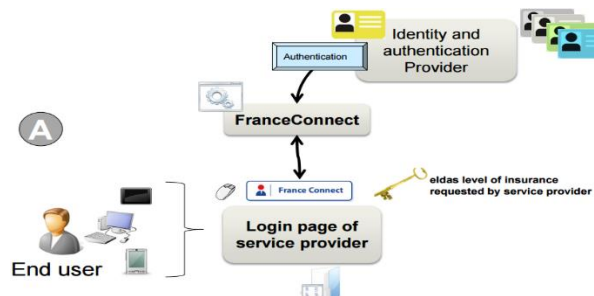 Identity and
authentication
Provider
Authentication
FranceConnect
A
France Connect
eIdas level of insurance
requested by service provider
Login page of
service provider
End user